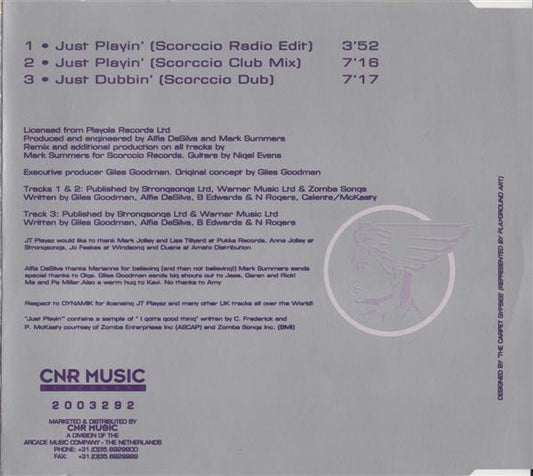 1 • Just Playin' (Scorccio Radio Edit) 3'52
2 • Just Playin' (Scorccio Club Mix) 7'16
3 • Just Dubbin' (Scorccio Dub) 7'17
Licensed from Playola Records Ltd
Produced and engineered by Alfie DeSilva and Mark Summers
Remix and additional production on all tracks by
Mark Summers for Scorccio Records. Guitars by Nigel Evans
Executive producer Giles Goodman. Original concept by Giles Goodman
Tracks 1 & 2: Published by Strongsongs Ltd, Warner Music Ltd & Zomba Songs
Written by Giles Goodman, Alfie DeSilva, B Edwards & N Rogers, Calente/McKasty
Track 3: Published by Strongsongs Ltd & Warner Music Ltd
Written by Giles Goodman, Alfie DeSilva, B Edwards & N Rogers
JT Playaz would like to thank Mark Jolley and Lisa Tillyard at Pukka Records, Anna Jolley at
Strongsongs, Jo Feakes at Windsong and Duane at Amato Distribution
Alfie DeSilva thanks Marianne for believing (and then not believing!) Mark Summers sends
special thanks to Olga. Giles Goodman sends big shouts out to Jass, Garen and Rick!
Ma and Pa Miller. Also a warm hug to Kavi. No thanks to Amy
Respect to DYNAMIK for licensing JT Playaz and many other UK tracks all over the World!
"Just Playin'" contains a sample of " I gotta good thing" written by C. Frederick and
P. McKasty courtesy of Zomba Enterprises Inc (ASCAP) and Zomba Songs Inc. (BMI)
CNR MUSIC
2003292
MARKETED & DISTRIBUTED BY
CNR MUSIC
A DIVISION OF THE
ARCADE MUSIC COMPANY - THE NETHERLANDS
PHONE: +31.(0)35.6929900
FAX: +31.(0)35.6929999
DESIGNED BY 'THE CARPET GYPSIES' (REPRESENTED BY PLAYGROUND ART)